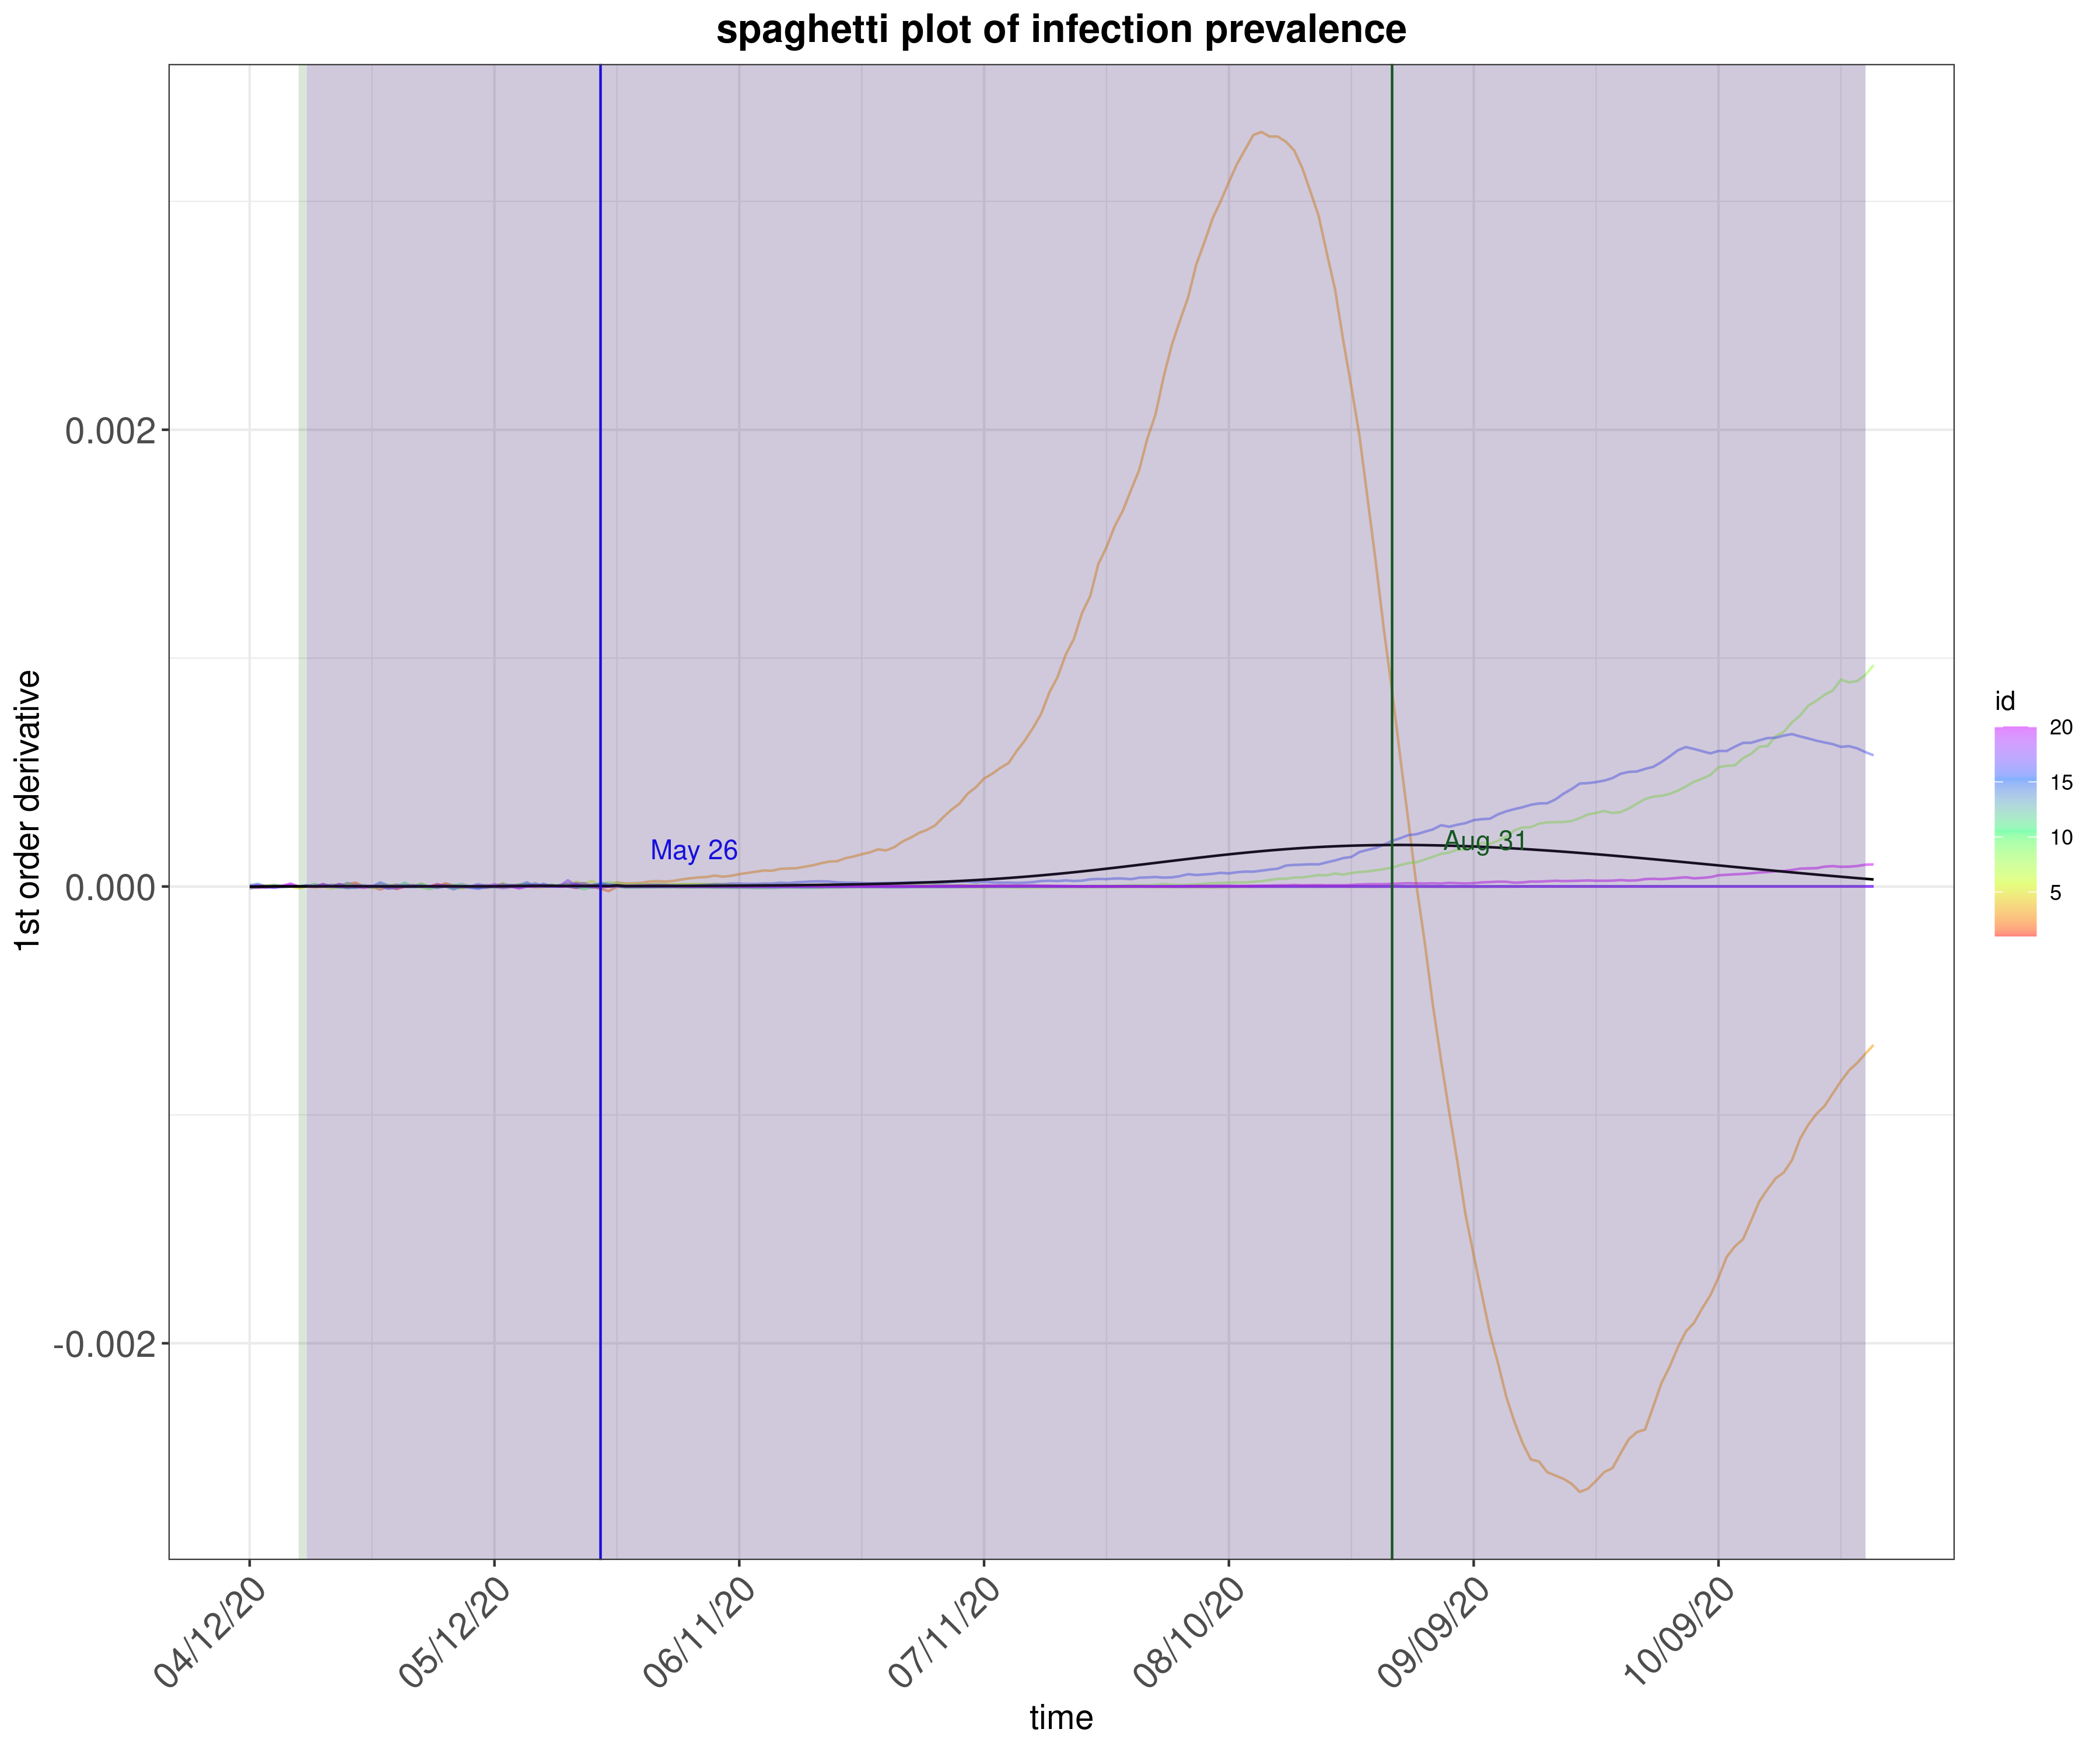 spaghetti plot of infection prevalence
1st order derivative
0.002
0.000
-0.002
May 26
Aug 31
id
20
15
10
5
04/12/20
05/12/20
06/11/20
07/11/20
08/10/20
09/09/20
10/09/20
time